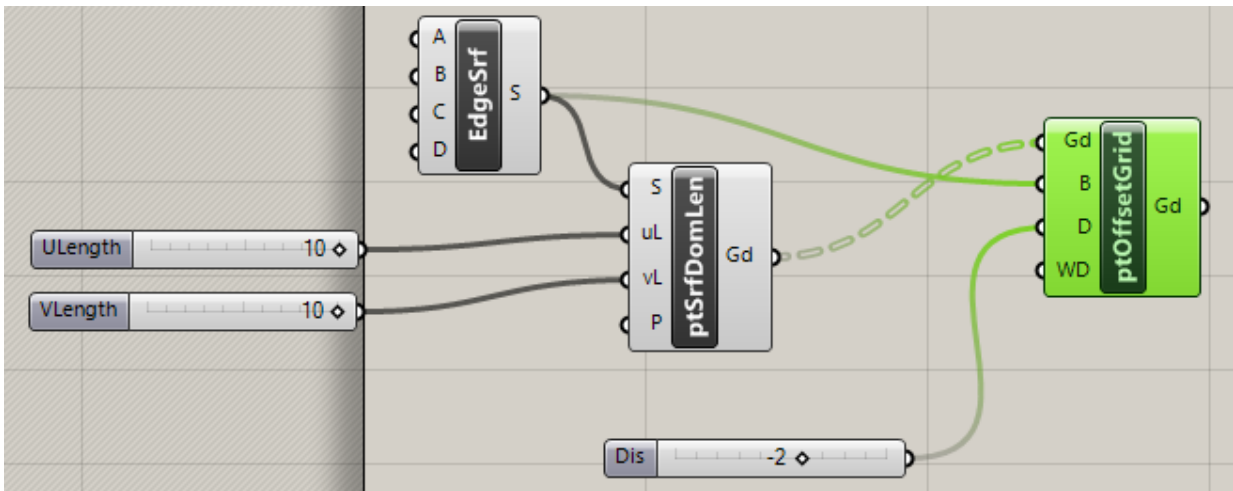 A
B
C
D
EdgeSrf
S
ULength 10
VLength 10
S
uL
vL
P
ptSrfDomLen
Gd
Gd
B
D
WD
ptOffsetGrid
Gd
Dis -2